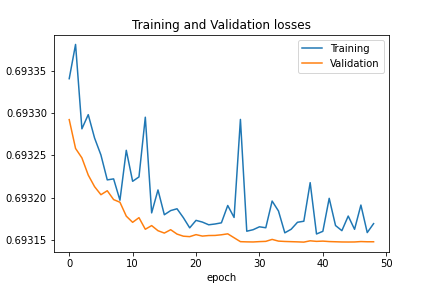 Training and Validation losses
Training
Validation
0.69335
0.69330
0.69325
0.69320
0.69315
0 10 20 30 40 50
epoch